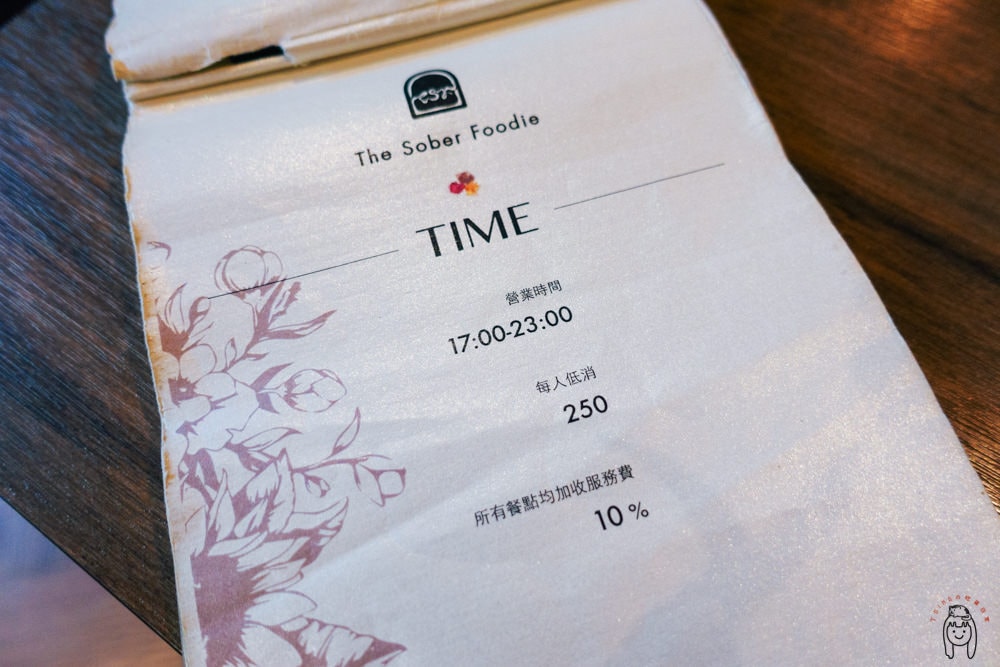 The Sober Foodie
TIME
營業時間
17:00-23:00
每人低消
250
所有餐點均加收服務費
10%